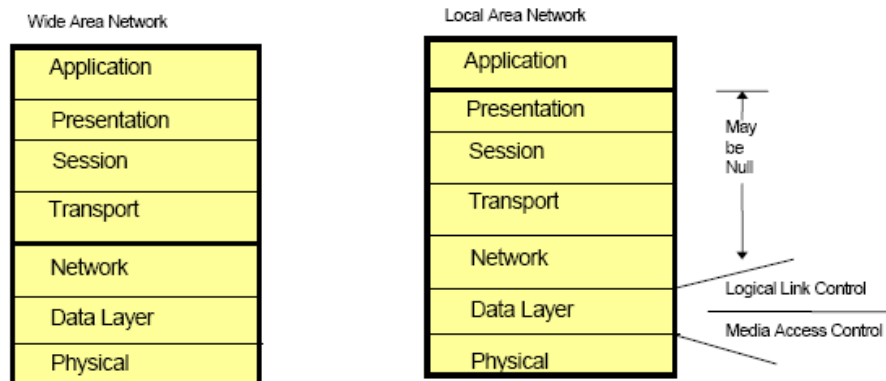 Wide Area Network
Application
Presentation
Session
Transport
Network
Data Layer
Physical
Local Area Network
Application
Presentation
Session
Transport
Network
Data Layer
Physical
May
be
Null
Logical Link Control
Media Access Control